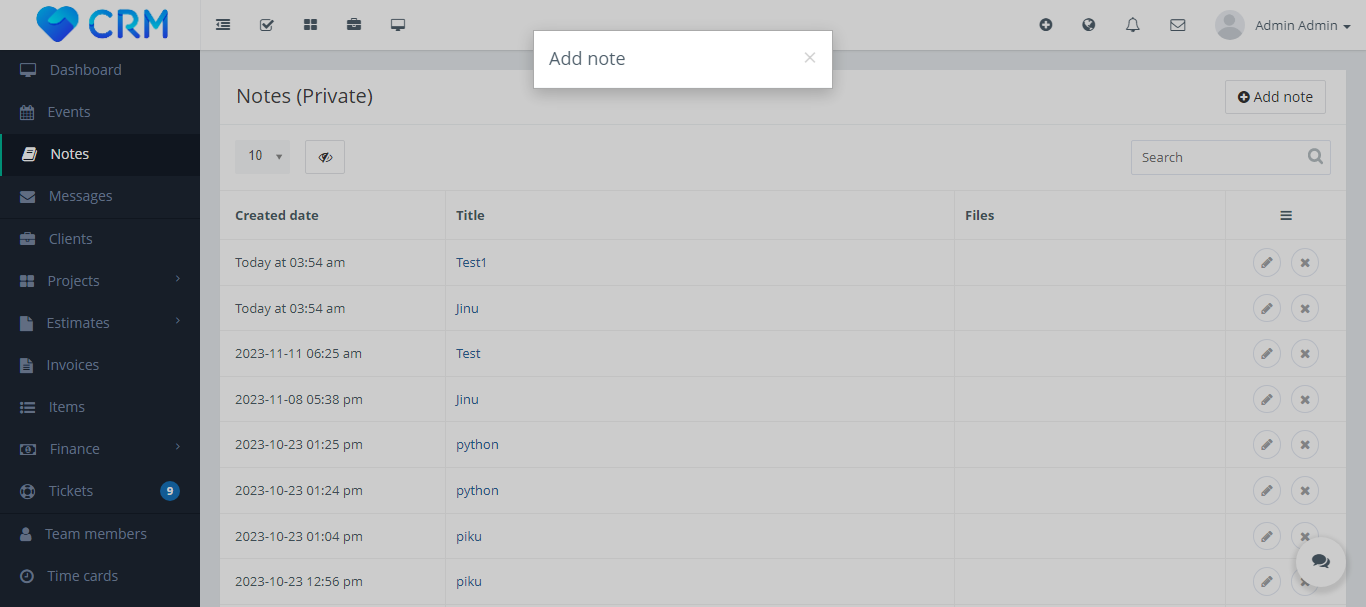 CRM
Admin Admin
Add note ×
Dashboard
Events
Notes
Messages
Clients
Projects
Estimates
Invoices
Items
Finance
Tickets 9
Team members
Time cards
Notes (Private)
Add note
10
Search
Created date Title Files
Today at 03:54 am Test1
Today at 03:54 am Jinu
2023-11-11 06:25 am Test
2023-11-08 05:38 pm Jinu
2023-10-23 01:25 pm python
2023-10-23 01:24 pm python
2023-10-23 01:04 pm piku
2023-10-23 12:56 pm piku